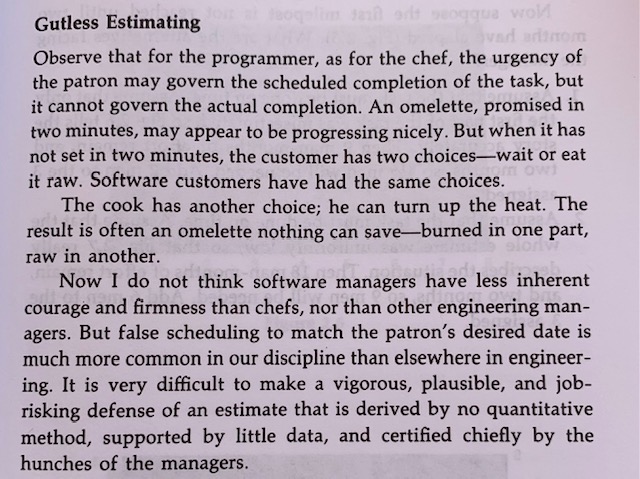 Gutless Estimating
Observe that for the programmer, as for the chef, the urgency of
the patron may govern the scheduled completion of the task, but
it cannot govern the actual completion. An omelette, promised in
two minutes, may appear to be progressing nicely. But when it has
not set in two minutes, the customer has two choices—wait or eat
it raw. Software customers have had the same choices.
The cook has another choice; he can turn up the heat. The
result is often an omelette nothing can save—burned in one part,
raw in another.
Now I do not think software managers have less inherent
courage and firmness than chefs, nor than other engineering man-
agers. But false scheduling to match the patron's desired date is
much more common in our discipline than elsewhere in engineer-
ing. It is very difficult to make a vigorous, plausible, and job-
risking defense of an estimate that is derived by no quantitative
method, supported by little data, and certified chiefly by the
hunches of the managers.